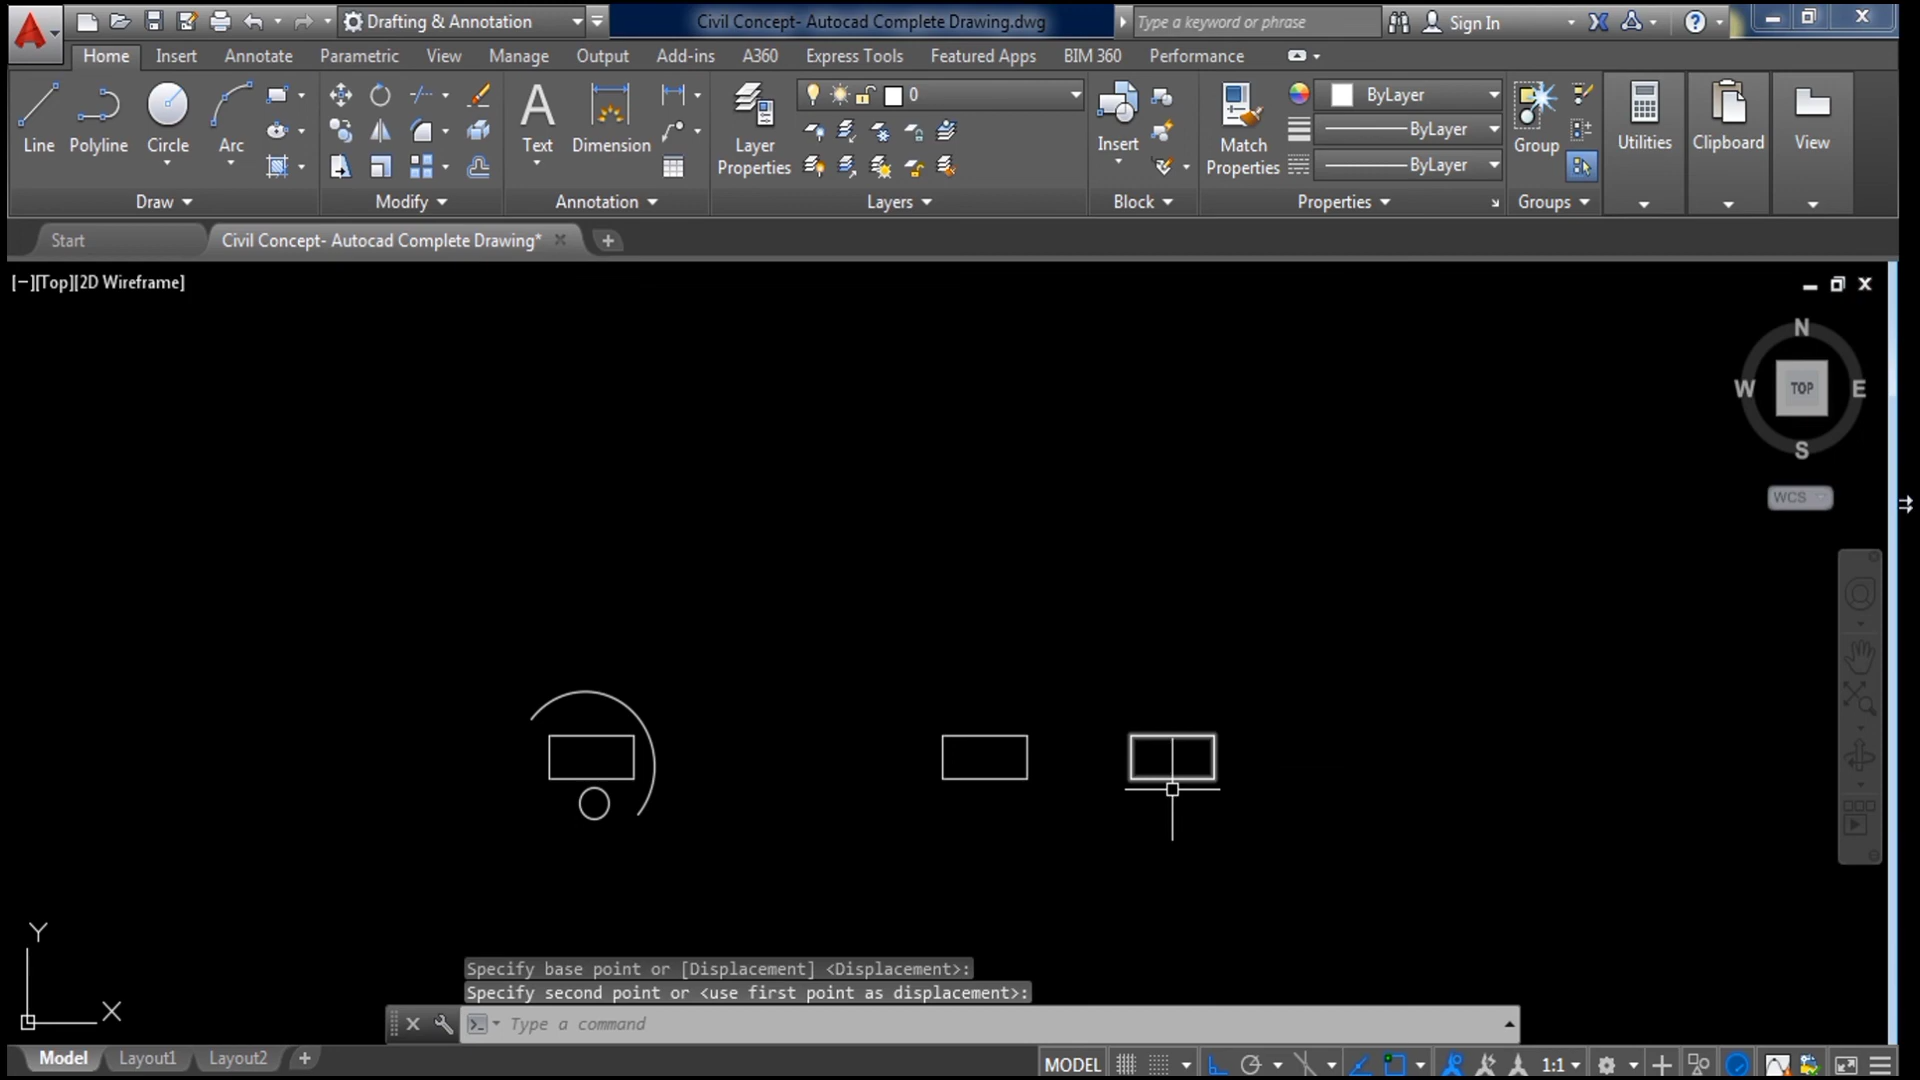 Drafting & Annotation
Civil Concept- Autocad Complete Drawing.dwg
Type a keyword or phrase
Sign In
Home
Insert
Annotate
Parametric
View
Manage
Output
Add-ins
A360
Express Tools
Featured Apps
BIM 360
Performance
Line
Polyline
Circle
Arc
Text
Dimension
Layer
Properties
0
Insert
Match
Properties
ByLayer
ByLayer
ByLayer
Group
Utilities
Clipboard
View
Draw
Modify
Annotation
Layers
Block
Properties
Groups
Start
Civil Concept- Autocad Complete Drawing*
[−][Top][2D Wireframe]
N
W
TOP
E
S
WCS
Y
X
Specify base point or [Displacement] <Displacement>:
Specify second point or <use first point as displacement>:
Type a command
Model
Layout1
Layout2
MODEL
1:1